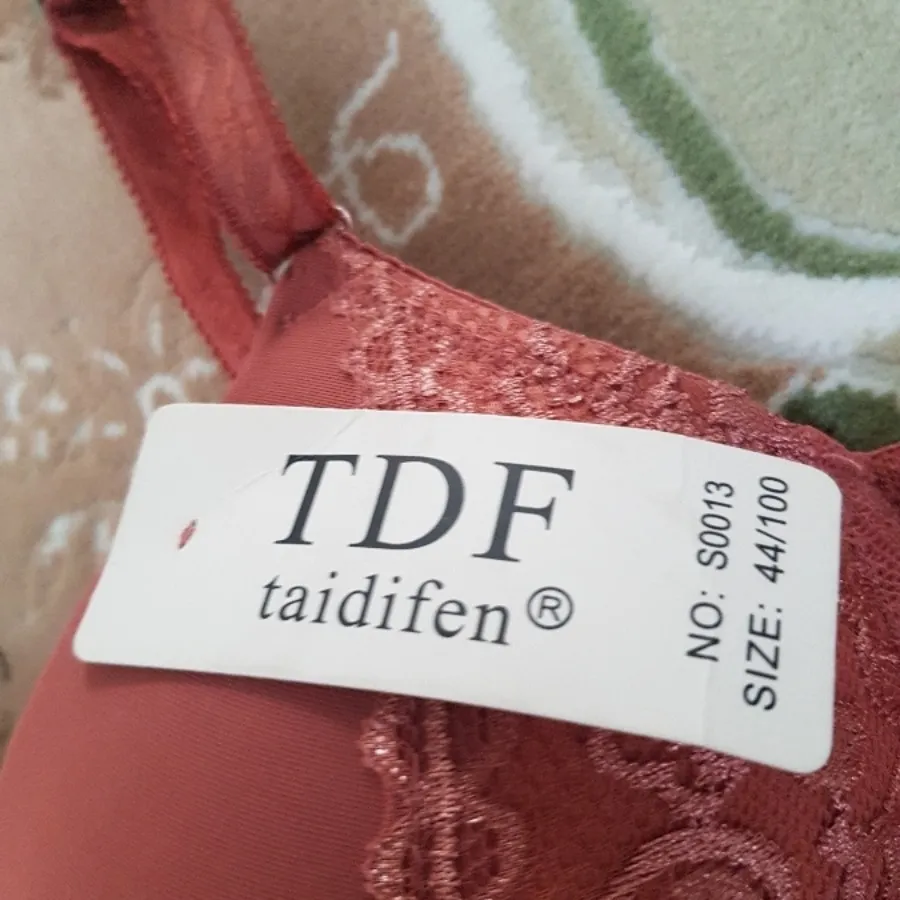 TDF
taidifen®
NO: S0013
SIZE: 44/100